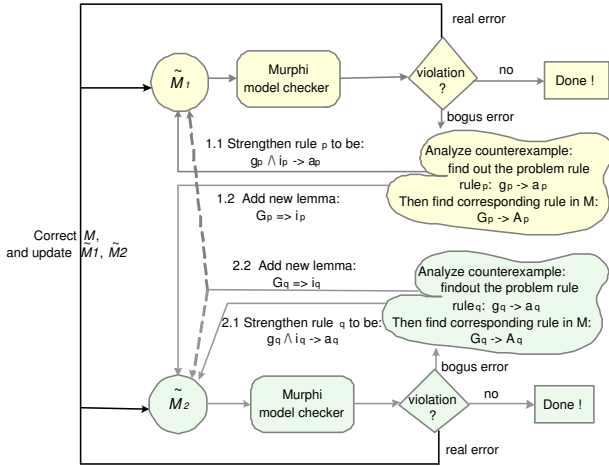 real error
M̃1
Murphi
model checker
violation
?
no
Done !
bogus error
1.1 Strengthen rule p to be:
gp Λ ip -> ap
Analyze counterexample:
find out the problem rule
rulep: gp -> ap
Then find corresponding rule in M:
Gp -> Ap
1.2 Add new lemma:
Gp => ip
Correct M,
and update M̃1, M̃2
2.2 Add new lemma:
Gq => iq
Analyze counterexample:
findout the problem rule
ruleq: gq -> aq
Then find corresponding rule in M:
Gq -> Aq
2.1 Strengthen rule q to be:
gq Λ iq -> aq
bogus error
M̃2
Murphi
model checker
violation
?
no
Done !
real error